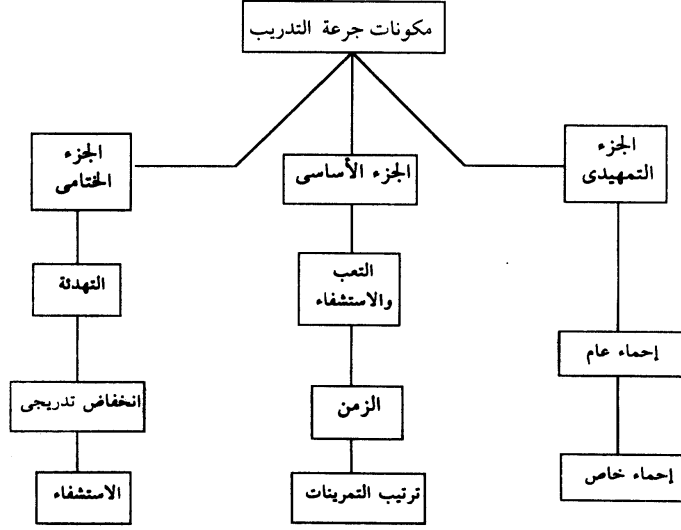 مكونات جرعة التدريب
الجزء
التمهيدى
إحماء عام
إحماء خاص
الجزء الأساسى
التعب
والاستشفاء
الزمن
ترتيب التمرينات
الجزء
الختامى
التهدئة
انخفاض تدريجى
الاستشفاء